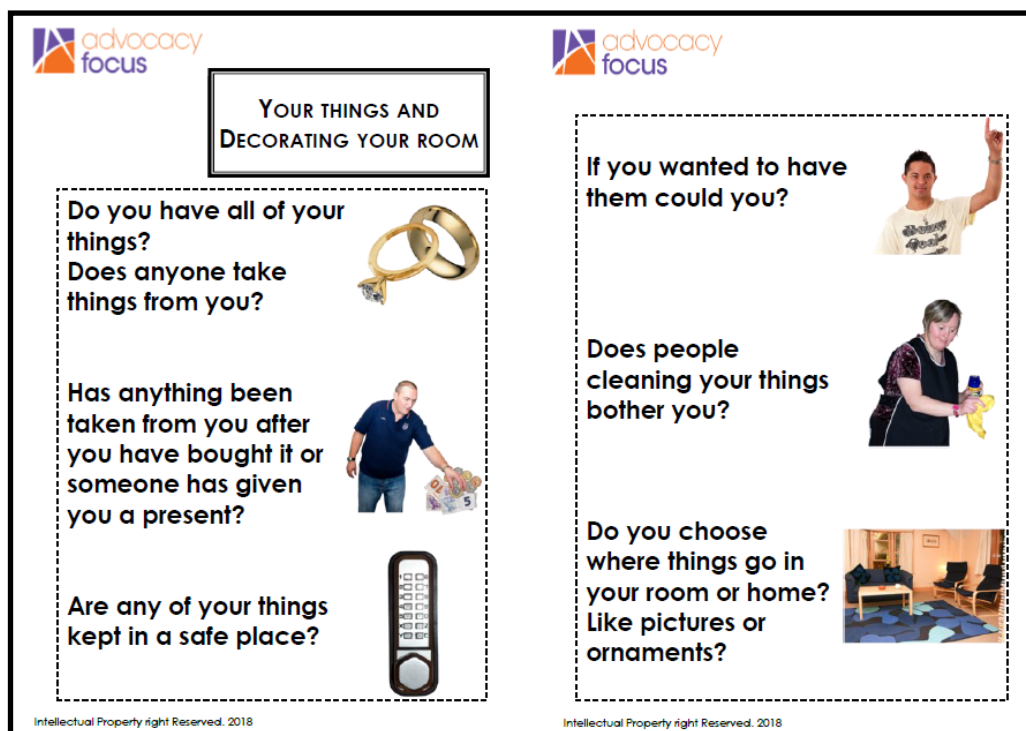 advocacy
focus
YOUR THINGS AND
DECORATING YOUR ROOM
Do you have all of your
things?
Does anyone take
things from you?
Has anything been
taken from you after
you have bought it or
someone has given
you a present?
Are any of your things
kept in a safe place?
Intellectual Property right Reserved. 2018
advocacy
focus
If you wanted to have
them could you?
Does people
cleaning your things
bother you?
Do you choose
where things go in
your room or home?
Like pictures or
ornaments?
Intellectual Property right Reserved. 2018